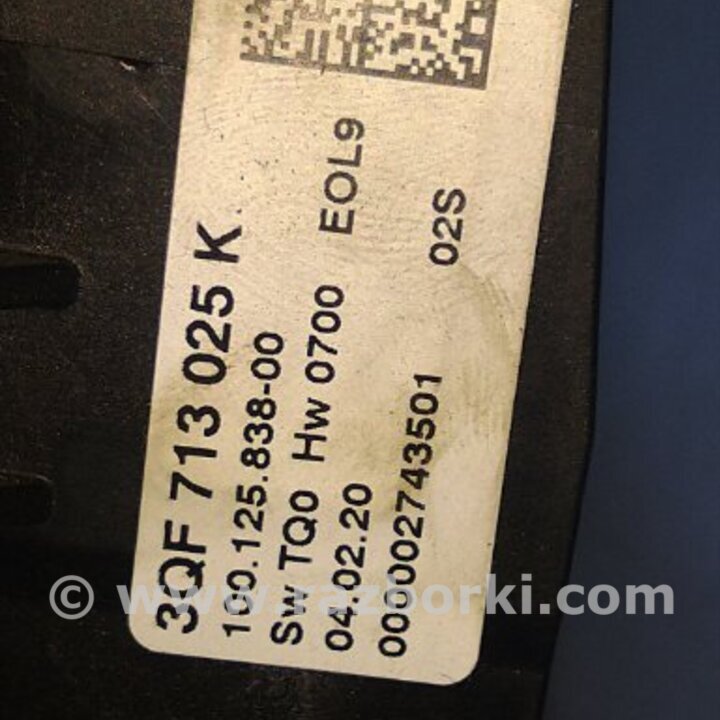 3QF 713 025 K
100.125.838-00
Sw TQ0 Hw 0700 EOL9
04.02.20
0000002743501 02S
© www.razborki.com